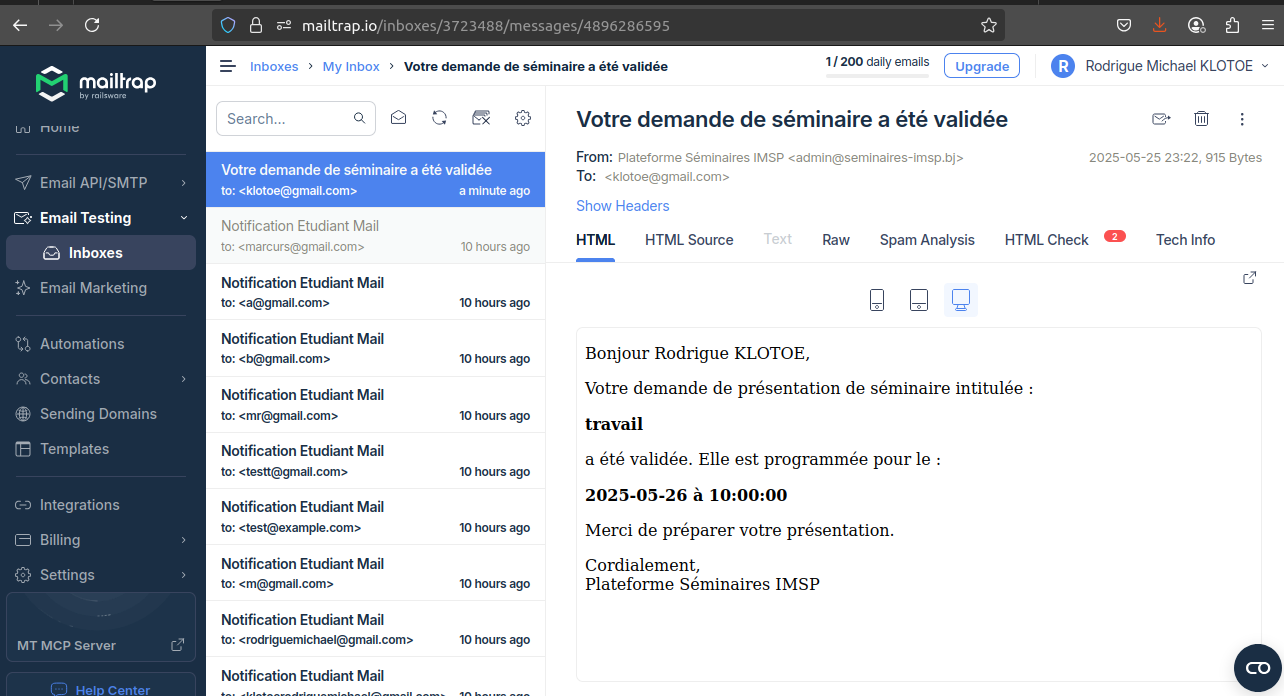 mailtrap.io/inboxes/3723488/messages/4896286595
mailtrap
by railsware
Home
Email API/SMTP
Email Testing
Inboxes
Email Marketing
Automations
Contacts
Sending Domains
Templates
Integrations
Billing
Settings
MT MCP Server
Help Center
Inboxes > My Inbox > Votre demande de séminaire a été validée
1 / 200 daily emails
Upgrade
R
Rodrigue Michael KLOTOE
Search...
Votre demande de séminaire a été validée
to: <klotoe@gmail.com> a minute ago
Notification Etudiant Mail
to: <marcurs@gmail.com> 10 hours ago
Notification Etudiant Mail
to: <a@gmail.com> 10 hours ago
Notification Etudiant Mail
to: <b@gmail.com> 10 hours ago
Notification Etudiant Mail
to: <mr@gmail.com> 10 hours ago
Notification Etudiant Mail
to: <testt@gmail.com> 10 hours ago
Notification Etudiant Mail
to: <test@example.com> 10 hours ago
Notification Etudiant Mail
to: <m@gmail.com> 10 hours ago
Notification Etudiant Mail
to: <rodriguemichael@gmail.com> 10 hours ago
Notification Etudiant Mail
to: <klotoerodriguemichael@gmail.com> 10 hours ago
Votre demande de séminaire a été validée
From: Plateforme Séminaires IMSP <admin@seminaires-imsp.bj> 2025-05-25 23:22, 915 Bytes
To: <klotoe@gmail.com>
Show Headers
HTML HTML Source Text Raw Spam Analysis HTML Check 2 Tech Info
Bonjour Rodrigue KLOTOE,
Votre demande de présentation de séminaire intitulée :
travail
a été validée. Elle est programmée pour le :
2025-05-26 à 10:00:00
Merci de préparer votre présentation.
Cordialement,
Plateforme Séminaires IMSP